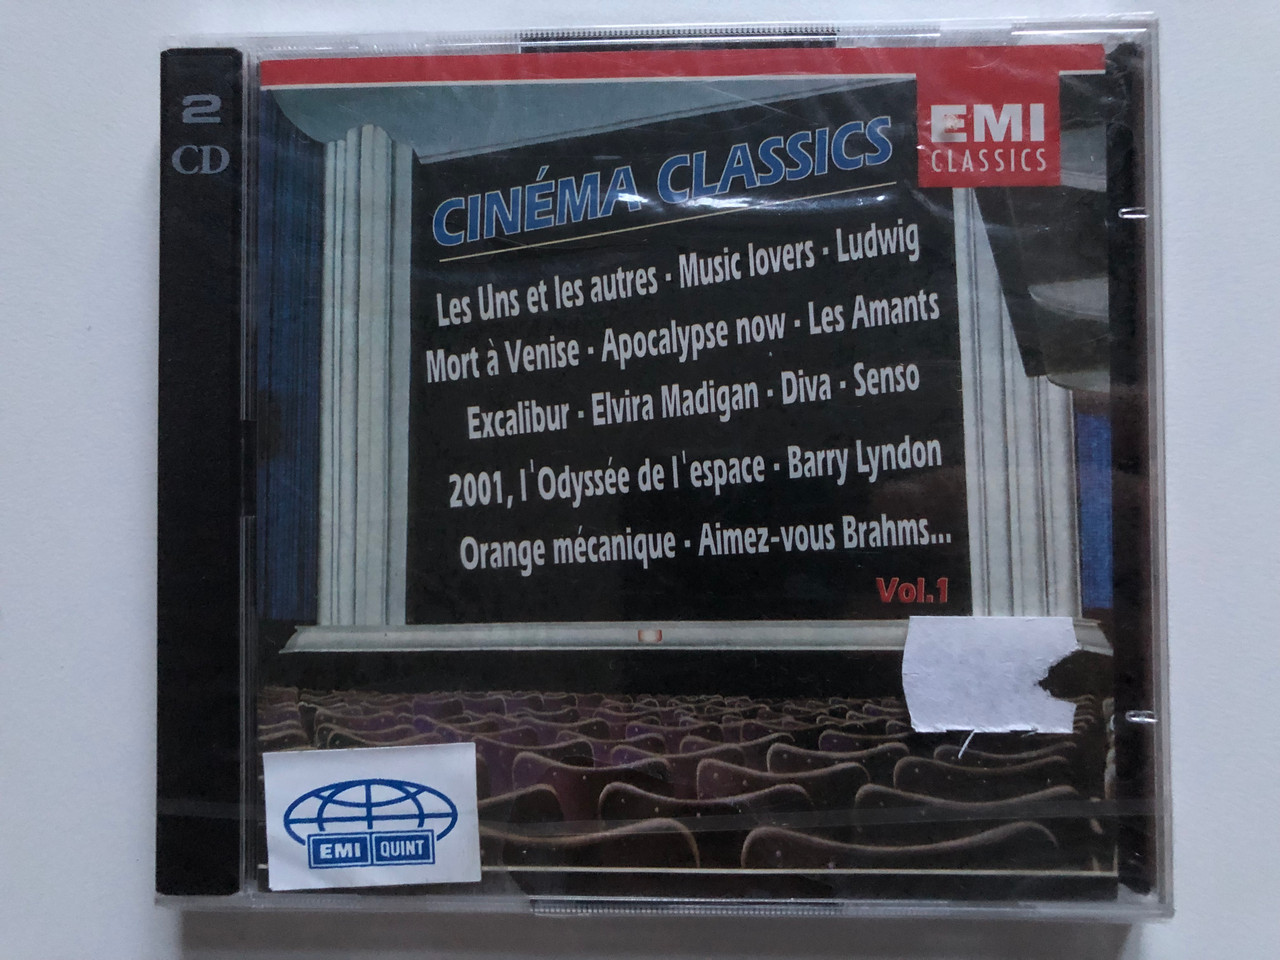 2
CD
EMI
CLASSICS
CINÉMA CLASSICS
Les Uns et les autres · Music lovers · Ludwig
Mort à Venise · Apocalypse now · Les Amants
Excalibur · Elvira Madigan · Diva · Senso
2001, l'Odyssée de l'espace · Barry Lyndon
Orange mécanique · Aimez-vous Brahms...
Vol.1
EMI QUINT